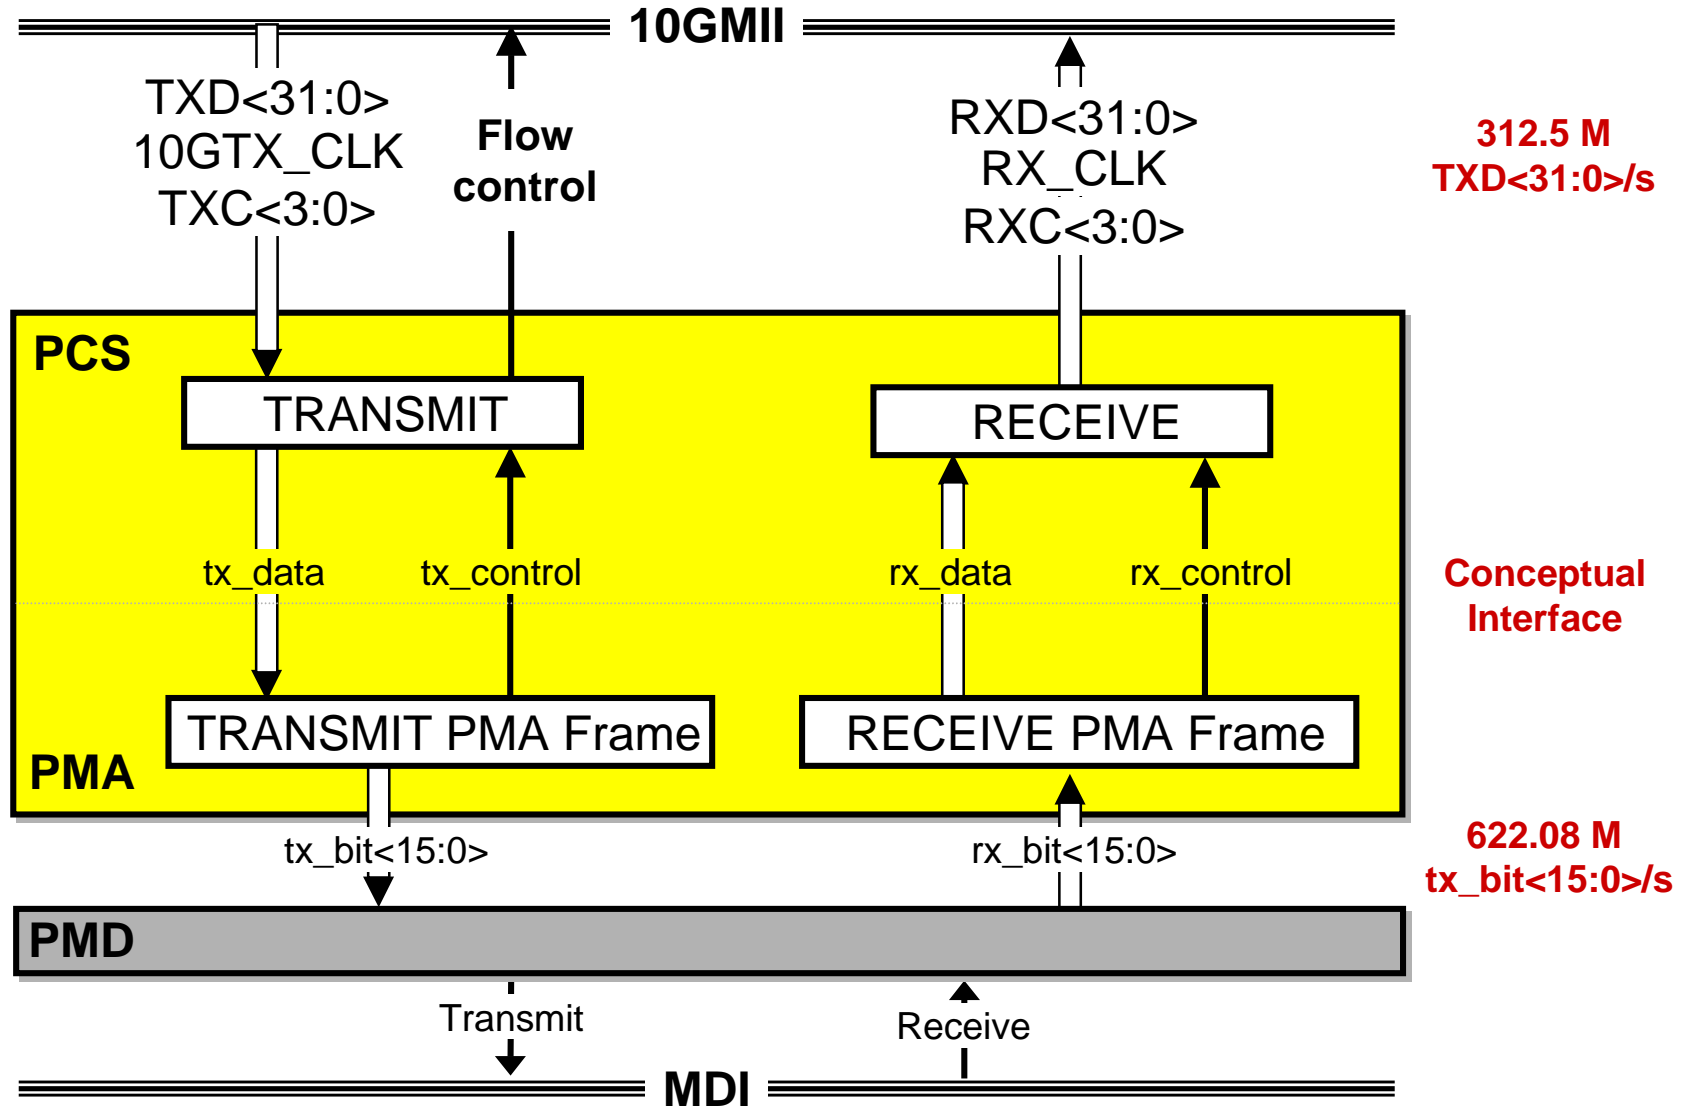 10GMII
TXD<31:0>
10GTX_CLK
TXC<3:0>
Flow
control
RXD<31:0>
RX_CLK
RXC<3:0>
312.5 M
TXD<31:0>/s
PCS
TRANSMIT
RECEIVE
tx_data
tx_control
rx_data
rx_control
Conceptual
Interface
TRANSMIT PMA Frame
RECEIVE PMA Frame
PMA
tx_bit<15:0>
rx_bit<15:0>
622.08 M
tx_bit<15:0>/s
PMD
Transmit
Receive
MDI